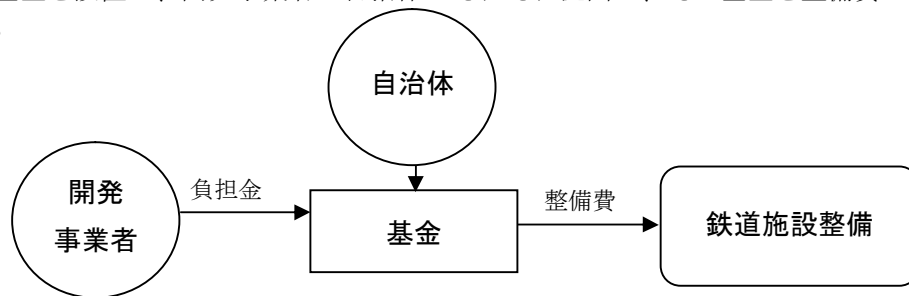 自治体
開発
事業者
負担金
基金
整備費
鉄道施設整備